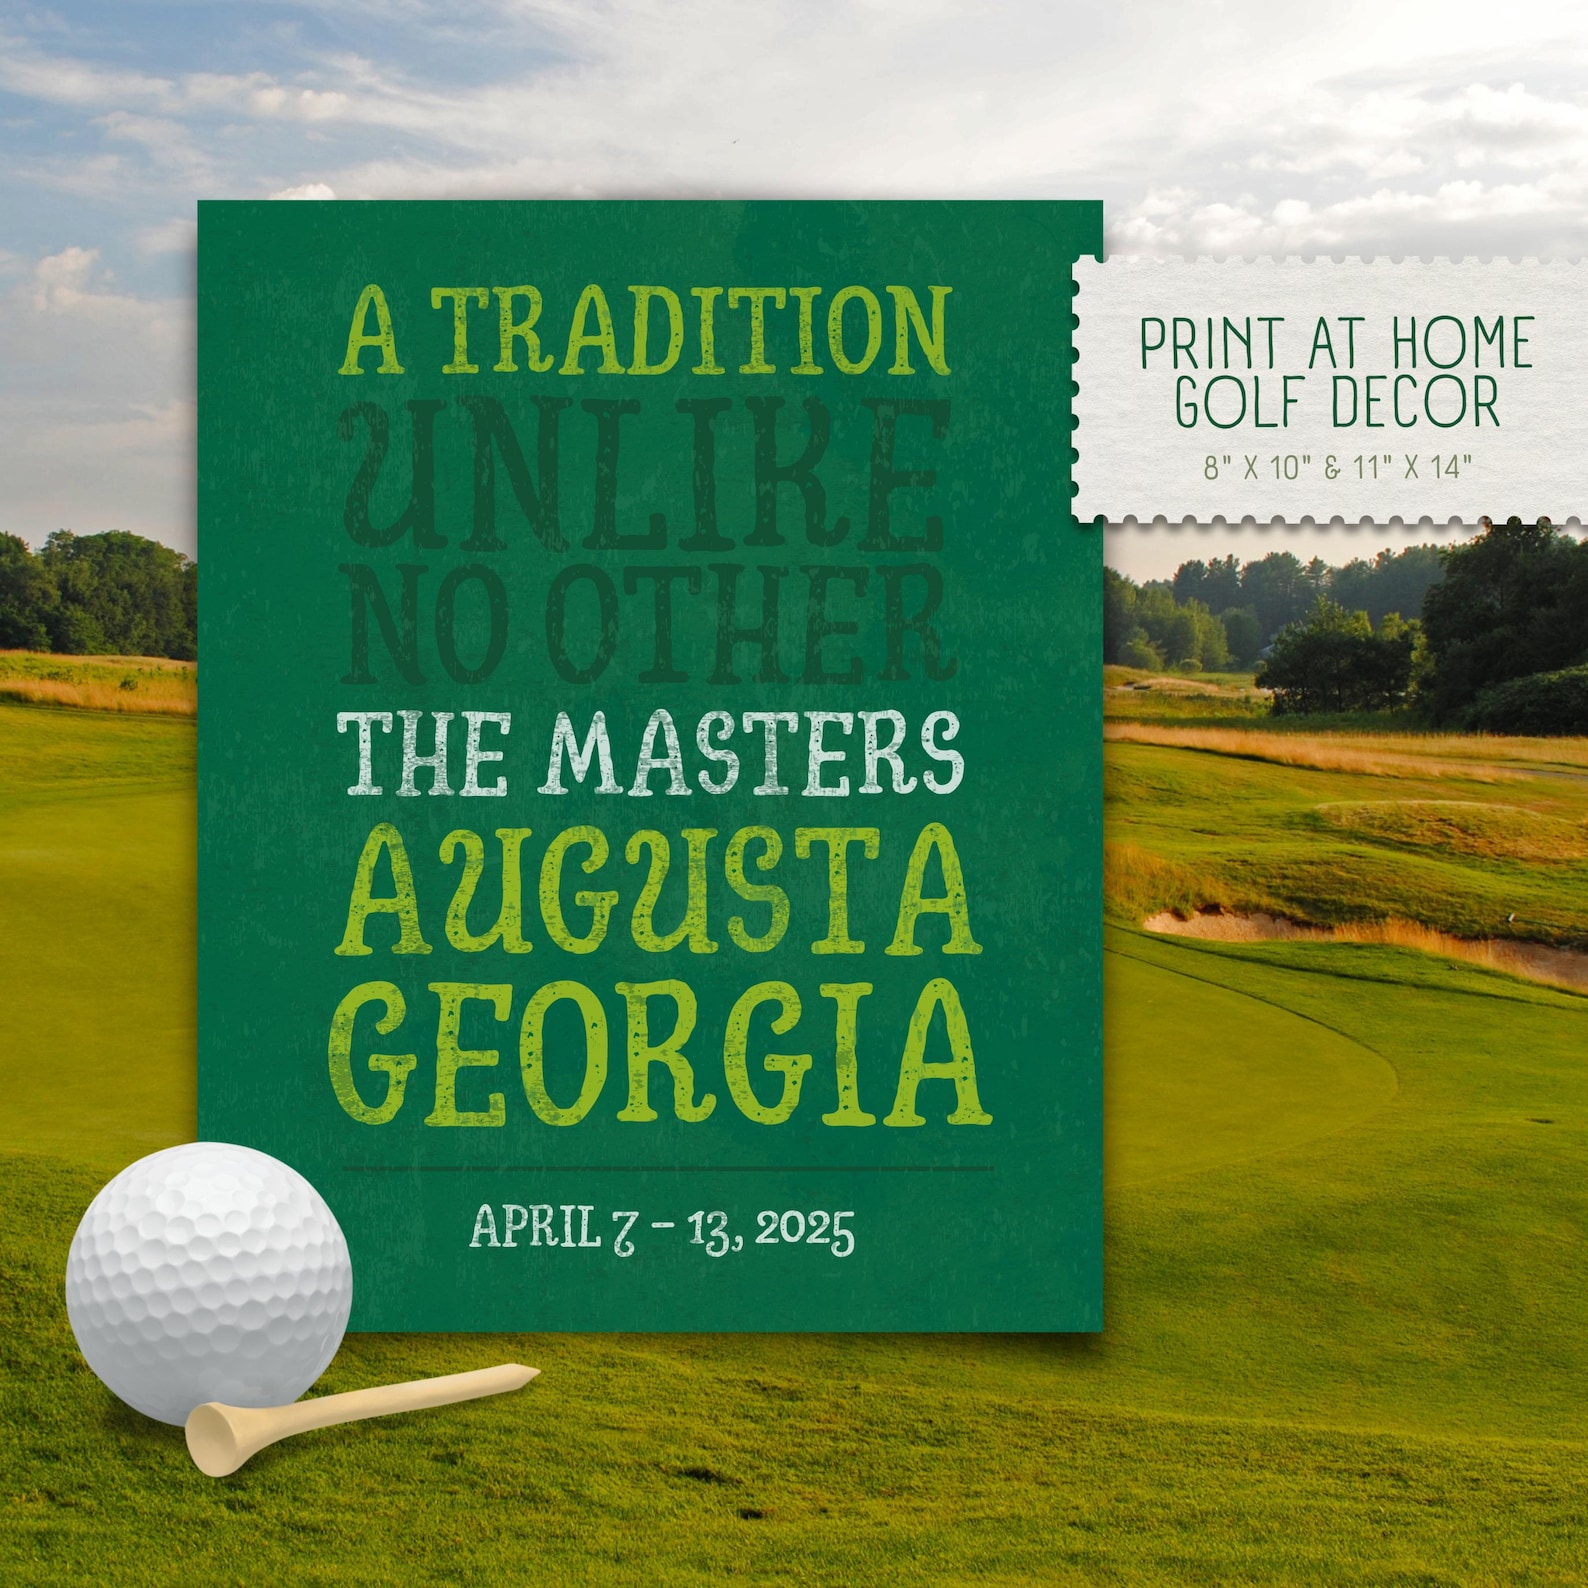 A TRADITION
UNLIKE
NO OTHER
THE MASTERS
AUGUSTA
GEORGIA
APRIL 7 – 13, 2025
PRINT AT HOME
GOLF DECOR
8" X 10" & 11" X 14"